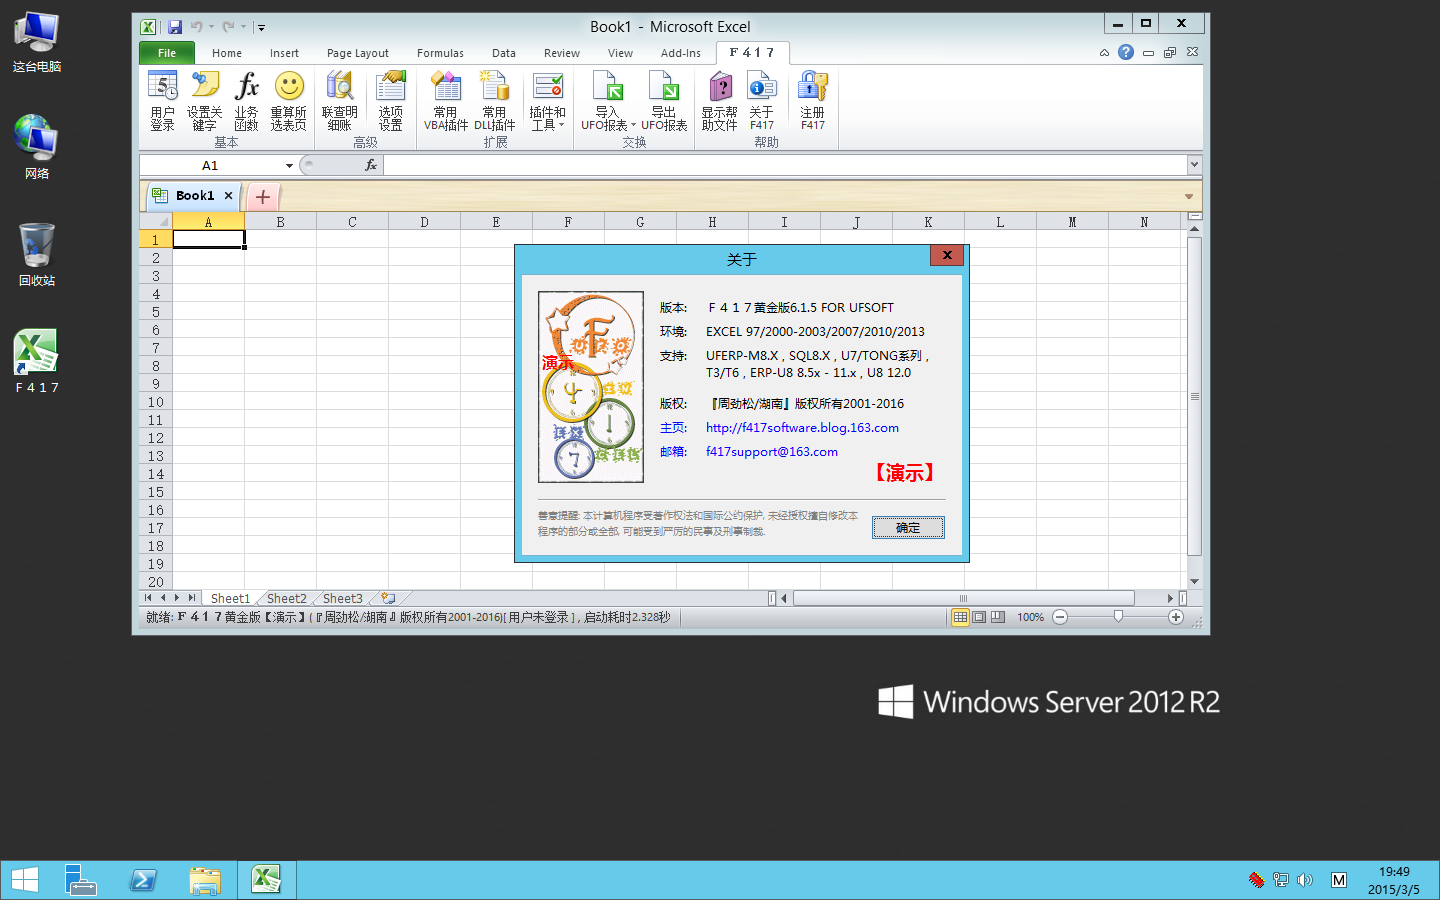 这台电脑
网络
回收站
Ｆ４１７
Book1 - Microsoft Excel
File Home Insert Page Layout Formulas Data Review View Add-Ins Ｆ４１７
用户登录 设置关键字 业务函数 重算所选表页 联查明细账 选项设置 常用VBA插件 常用DLL插件 插件和工具 导入UFO报表 导出UFO报表 显示帮助文件 关于F417 注册F417
基本 高级 扩展 交换 帮助
A1 fx
Book1
A B C D E F G H I J K L M N
1
2
3
4
5
6
7
8
9
10
11
12
13
14
15
16
17
18
19
20
关于
演示
F
4
1
7
版本: Ｆ４１７黄金版6.1.5 FOR UFSOFT
环境: EXCEL 97/2000-2003/2007/2010/2013
支持: UFERP-M8.X , SQL8.X , U7/TONG系列 ,
T3/T6 , ERP-U8 8.5x - 11.x , U8 12.0
版权: 『周劲松/湖南』版权所有2001-2016
主页: http://f417software.blog.163.com
邮箱: f417support@163.com
【演示】
善意提醒: 本计算机程序受著作权法和国际公约保护, 未经授权擅自修改本
程序的部分或全部, 可能受到严厉的民事及刑事制裁.
确定
Sheet1 Sheet2 Sheet3
就绪: Ｆ４１７黄金版【演示】(『周劲松/湖南』版权所有2001-2016)[ 用户未登录 ] , 启动耗时2.328秒
100%
Windows Server 2012 R2
M
19:49
2015/3/5